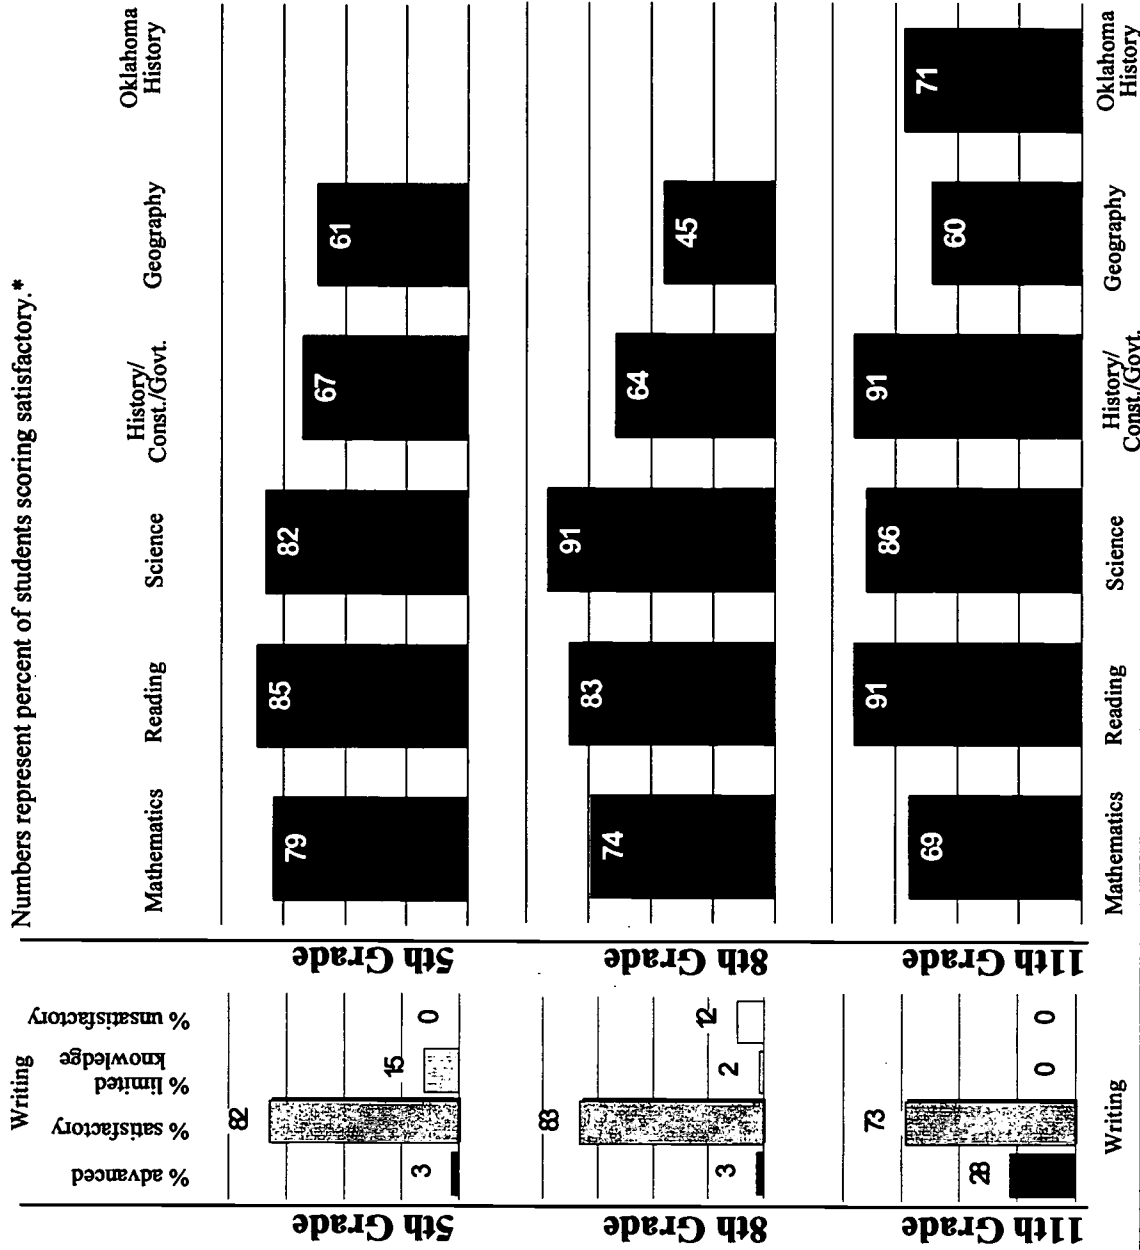 Numbers represent percent of students scoring satisfactory.*
Writing
% advanced
% satisfactory
% limited
knowledge
% unsatisfactory
Mathematics
Reading
Science
History/
Const./Govt.
Geography
Oklahoma
History
5th Grade
3
82
15
0
5th Grade
79
85
82
67
61
8th Grade
3
83
2
12
8th Grade
74
83
91
64
45
11th Grade
28
73
0
0
11th Grade
69
91
86
91
60
71
Writing
Mathematics
Reading
Science
History/
Const./Govt.
Geography
Oklahoma
History